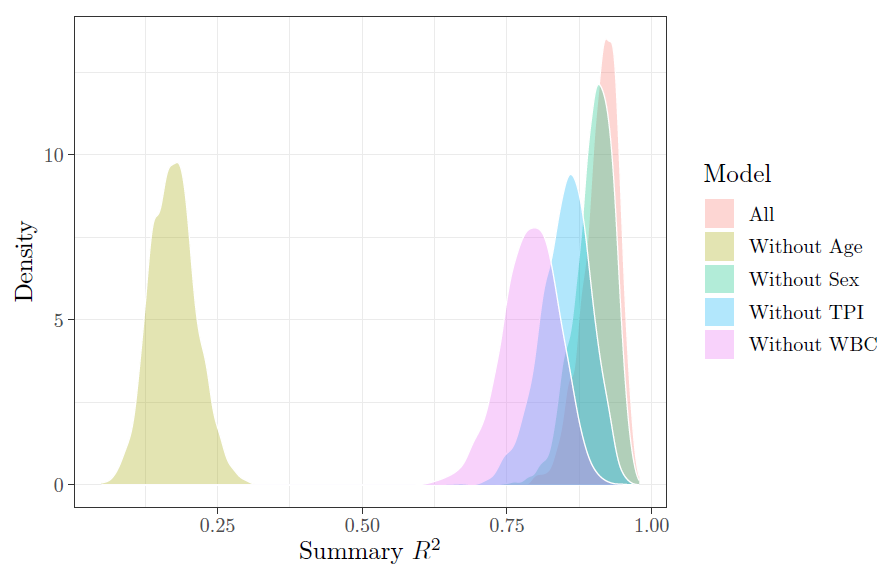 Density
10
5
0
0.25
0.50
0.75
1.00
Summary R²
Model
All
Without Age
Without Sex
Without TPI
Without WBC